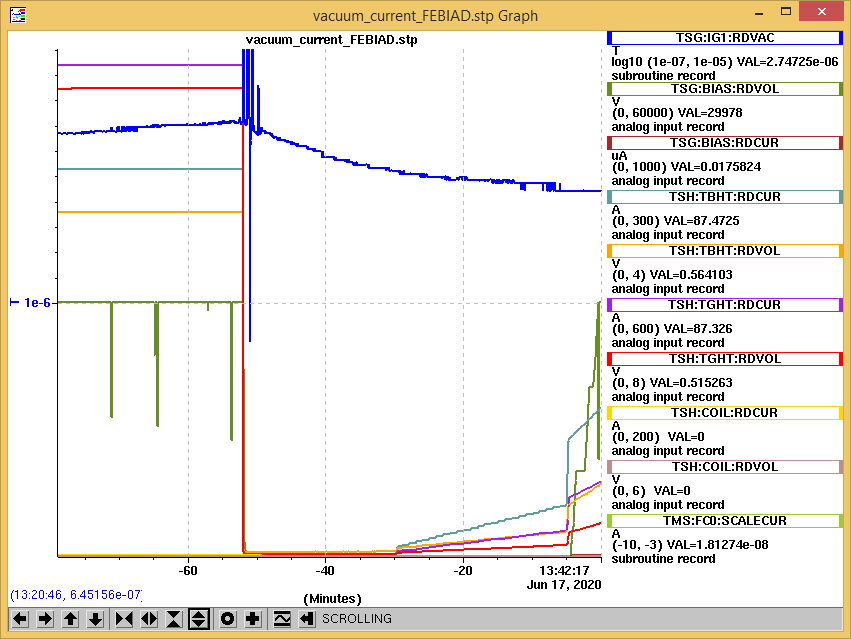 vacuum_current_FEBIAD.stp Graph
vacuum_current_FEBIAD.stp
1e-6
-60
-40
-20
13:42:17
Jun 17, 2020
(Minutes)
(13:20:46, 6.45156e-07)
TSG:IG1:RDVAC
T
log10 (1e-07, 1e-05) VAL=2.74725e-06
subroutine record
TSG:BIAS:RDVOL
V
(0, 60000) VAL=29978
analog input record
TSG:BIAS:RDCUR
uA
(0, 1000) VAL=0.0175824
analog input record
TSH:TBHT:RDCUR
A
(0, 300) VAL=87.4725
analog input record
TSH:TBHT:RDVOL
V
(0, 4) VAL=0.564103
analog input record
TSH:TGHT:RDCUR
A
(0, 600) VAL=87.326
analog input record
TSH:TGHT:RDVOL
V
(0, 8) VAL=0.515263
analog input record
TSH:COIL:RDCUR
A
(0, 200) VAL=0
analog input record
TSH:COIL:RDVOL
V
(0, 6) VAL=0
analog input record
TMS:FC0:SCALECUR
A
(-10, -3) VAL=1.81274e-08
subroutine record
SCROLLING